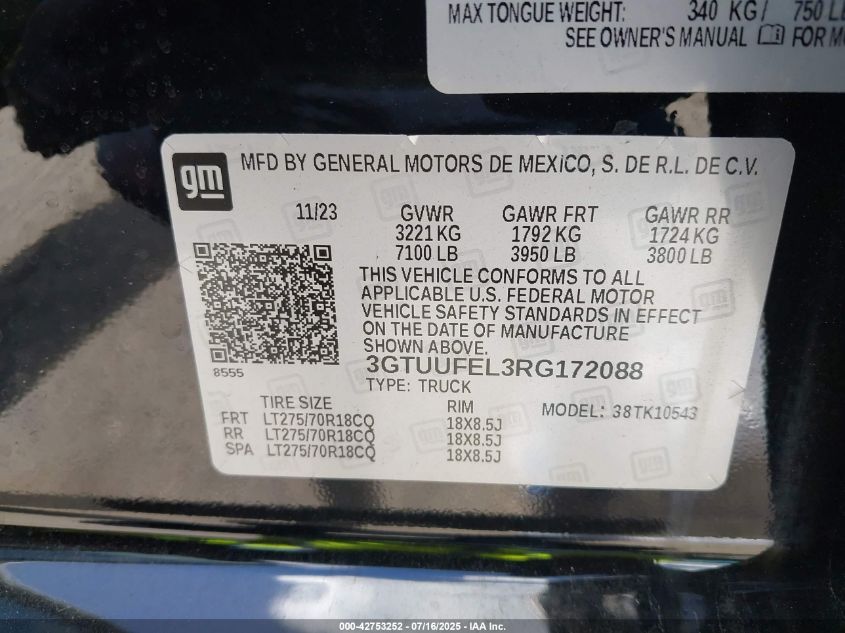 MAX TONGUE WEIGHT: 340 KG/ 750
SEE OWNER'S MANUAL FOR
gm
MFD BY GENERAL MOTORS DE MEXICO, S. DE R.L. DE C.V.
11/23 GVWR GAWR FRT GAWR RR
3221 KG 1792 KG 1724 KG
7100 LB 3950 LB 3800 LB
THIS VEHICLE CONFORMS TO ALL
APPLICABLE U.S. FEDERAL MOTOR
VEHICLE SAFETY STANDARDS IN EFFECT
ON THE DATE OF MANUFACTURE
SHOWN ABOVE.
8555
3GTUUFEL3RG172088
TYPE: TRUCK
TIRE SIZE RIM MODEL: 38TK10543
FRT LT275/70R18CQ 18X8.5J
RR LT275/70R18CQ 18X8.5J
SPA LT275/70R18CQ 18X8.5J
000-42753252 - 07/16/2025 - IAA Inc.